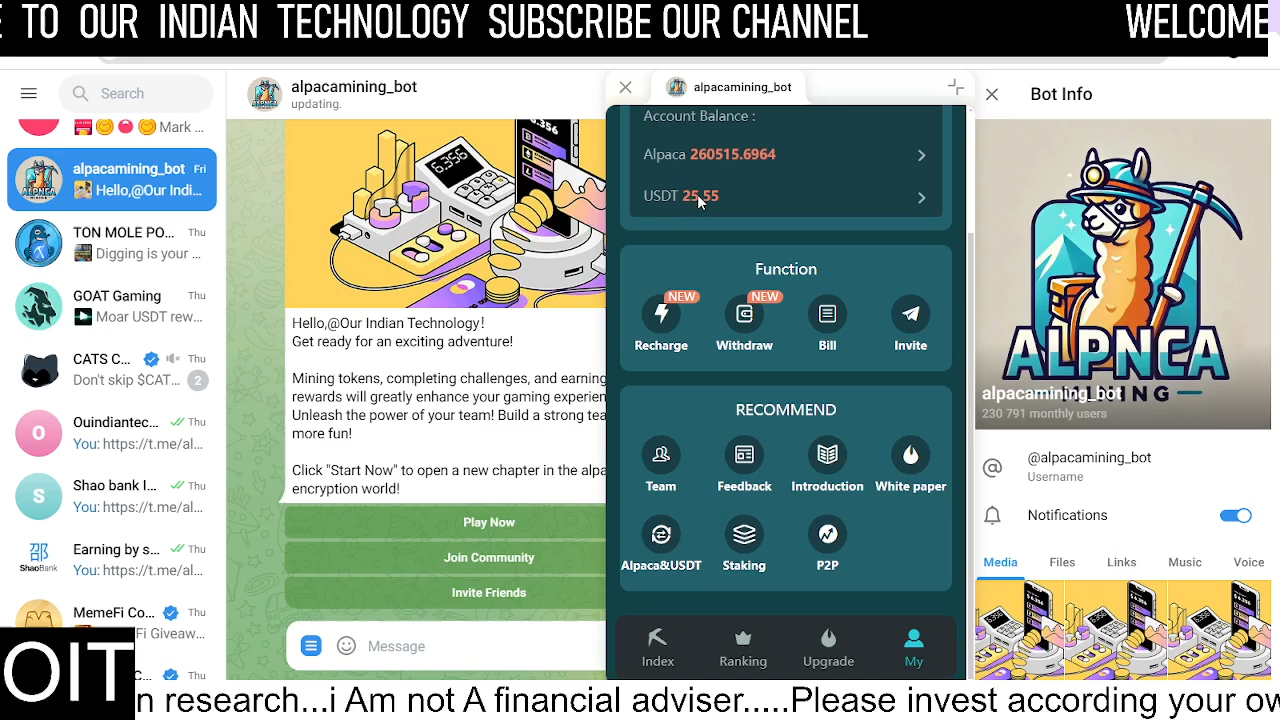 E TO OUR INDIAN TECHNOLOGY SUBSCRIBE OUR CHANNEL WELCOME
Search
Mark ...
alpacamining_bot Fri
Hello,@Our Indi...
TON MOLE PO... Thu
Digging is your ...
GOAT Gaming Thu
Moar USDT rew...
CATS C... Thu
Don't skip $CAT... 2
O
Ouindiantec... Thu
You: https://t.me/al...
S
Shao bank I... Thu
You: https://t.me/al...
邵
ShaoBank
Earning by s... Thu
You: https://t.me/al...
MemeFi Co... Thu
Fi Giveaw...
C... Thu
alpacamining_bot
updating.
6,356
6.356
Hello,@Our Indian Technology!
Get ready for an exciting adventure!
Mining tokens, completing challenges, and earning
rewards will greatly enhance your gaming experien
Unleash the power of your team! Build a strong tea
more fun!
Click "Start Now" to open a new chapter in the alpa
encryption world!
Play Now
Join Community
Invite Friends
Message
alpacamining_bot
Account Balance :
Alpaca 260515.6964
USDT 25.55
Function
NEW
NEW
Recharge
Withdraw
Bill
Invite
RECOMMEND
Team
Feedback
Introduction
White paper
Alpaca&USDT
Staking
P2P
Index
Ranking
Upgrade
My
Bot Info
ALPNCA
MINING
alpacamining_bot
230 791 monthly users
@alpacamining_bot
Username
Notifications
Media
Files
Links
Music
Voice
OIT
n research...i Am not A financial adviser.....Please invest according your ow